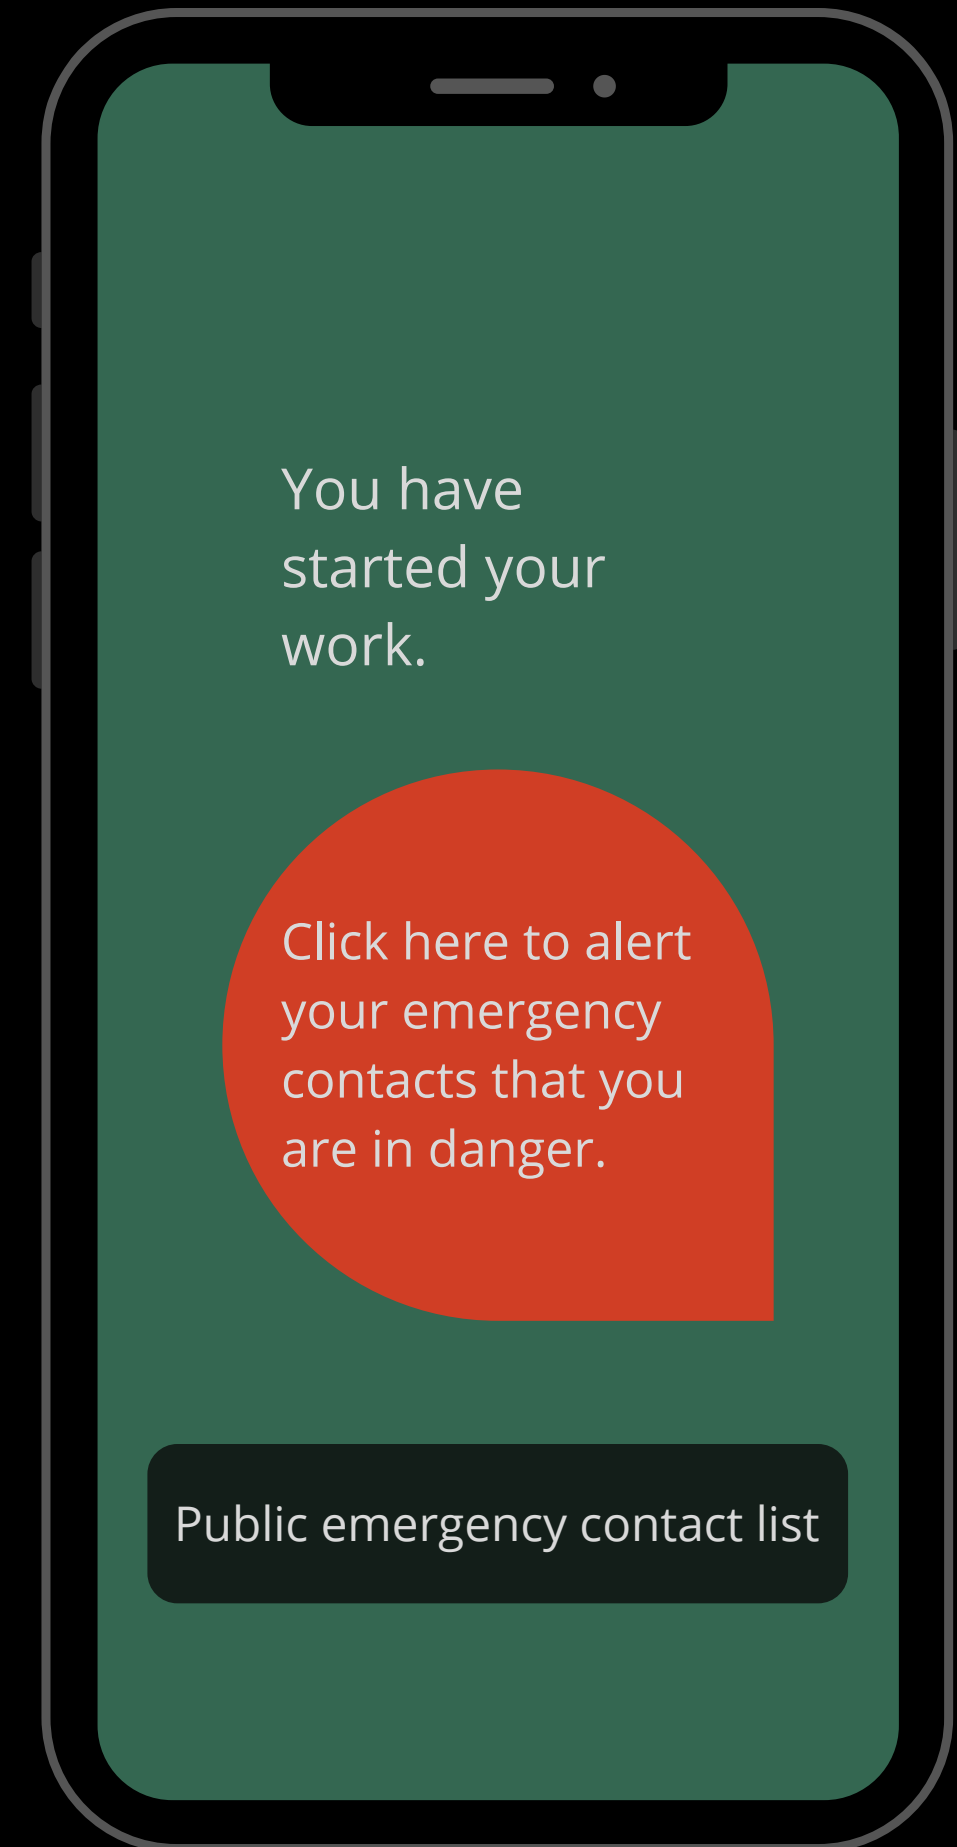 You have
started your
work.
Click here to alert
your emergency
contacts that you
are in danger.
Public emergency contact list